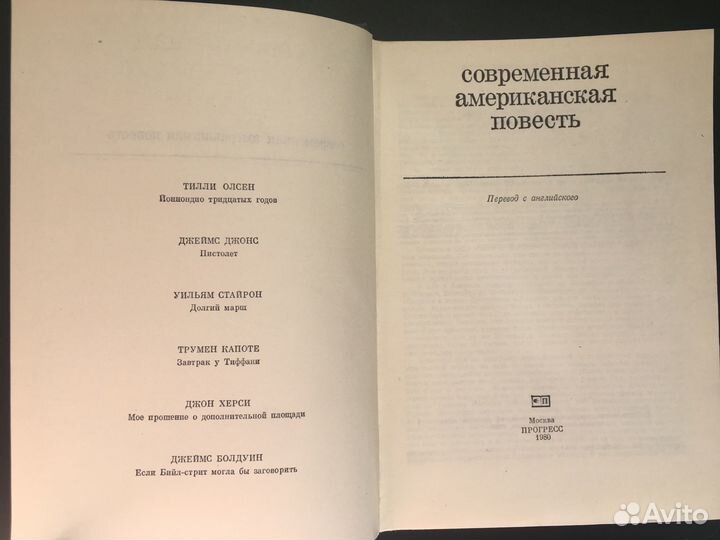 ТИЛЛИ ОЛСЕН
Йоннондио тридцатых годов
ДЖЕЙМС ДЖОНС
Пистолет
УИЛЬЯМ СТАЙРОН
Долгий марш
ТРУМЕН КАПОТЕ
Завтрак у Тиффани
ДЖОН ХЕРСИ
Мое прошение о дополнительной площади
ДЖЕЙМС БОЛДУИН
Если Бийл-стрит могла бы заговорить
современная
американская
повесть
Перевод с английского
Москва
ПРОГРЕСС
1980
Avito